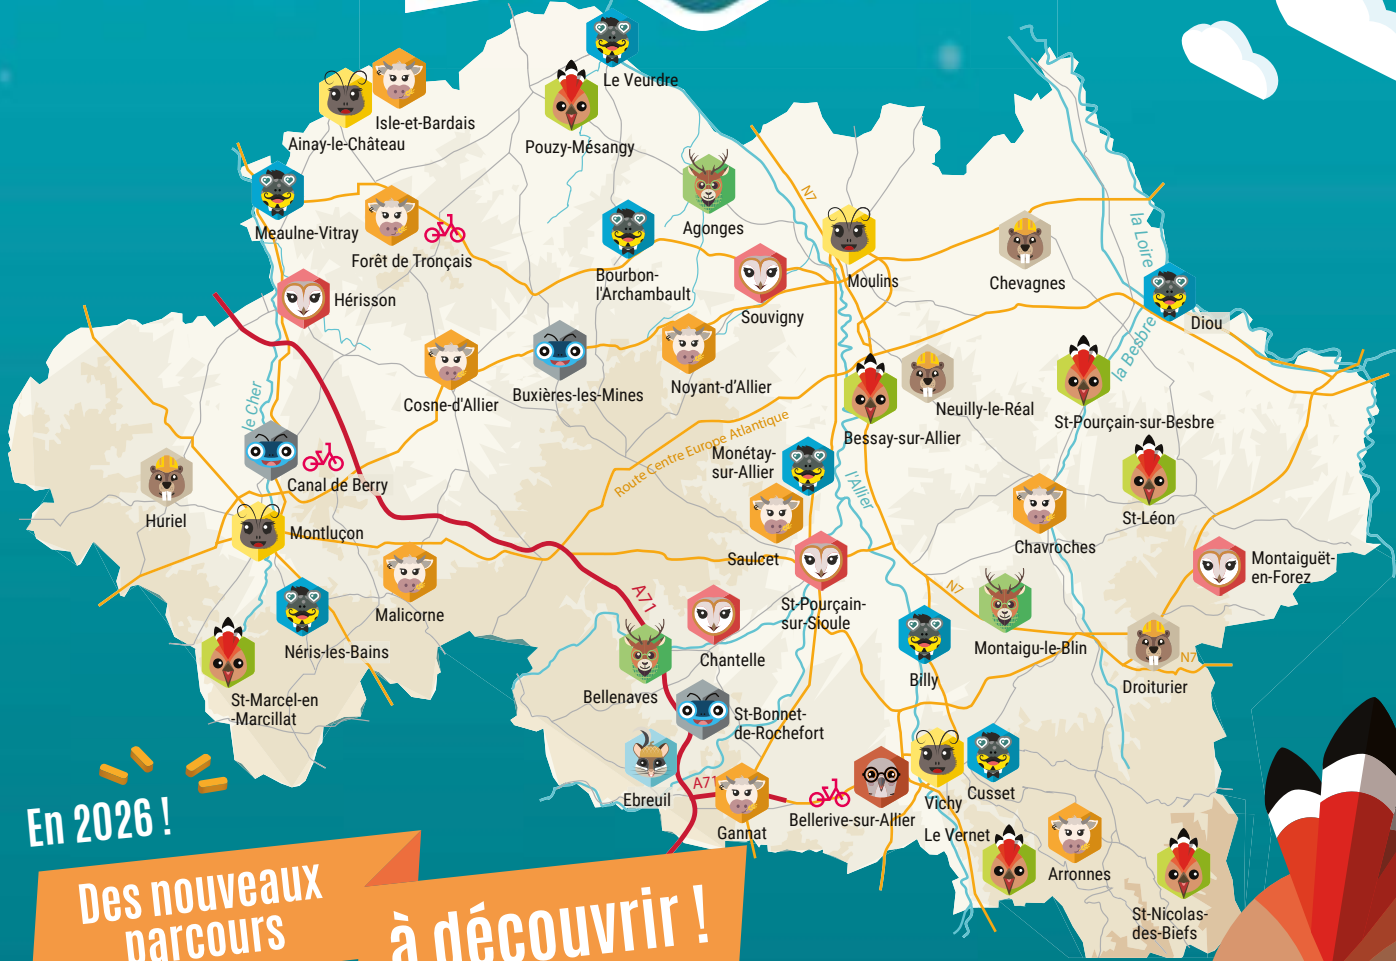 Le Veurdre
Isle-et-Bardais
Ainay-le-Château
Pouzy-Mésangy
N7
Meaulne-Vitray
Agonges
la Loire
Forêt de Tronçais
Bourbon-
l'Archambault
Moulins
Chevagnes
Hérisson
Souvigny
Diou
la Besbre
Noyant-d'Allier
Buxières-les-Mines
Cosne-d'Allier
le Cher
Neuilly-le-Réal
St-Pourçain-sur-Besbre
Bessay-sur-Allier
Route Centre Europe Atlantique
Monétay-
sur-Allier
l'Allier
Canal de Berry
Huriel
Montluçon
St-Léon
Chavroches
Saulcet
Montaiguët-
en-Forez
A71
N7
Malicorne
St-Pourçain-
sur-Sioule
Néris-les-Bains
Chantelle
Montaigu-le-Blin
N7
Billy
Droiturier
Bellenaves
St-Marcel-en
-Marcillat
St-Bonnet-
de-Rochefort
A71
Ebreuil
Cusset
Vichy
Bellerive-sur-Allier
Gannat
Le Vernet
Arronnes
St-Nicolas-
des-Biefs
En 2026 !
Des nouveaux
parcours
à découvrir !